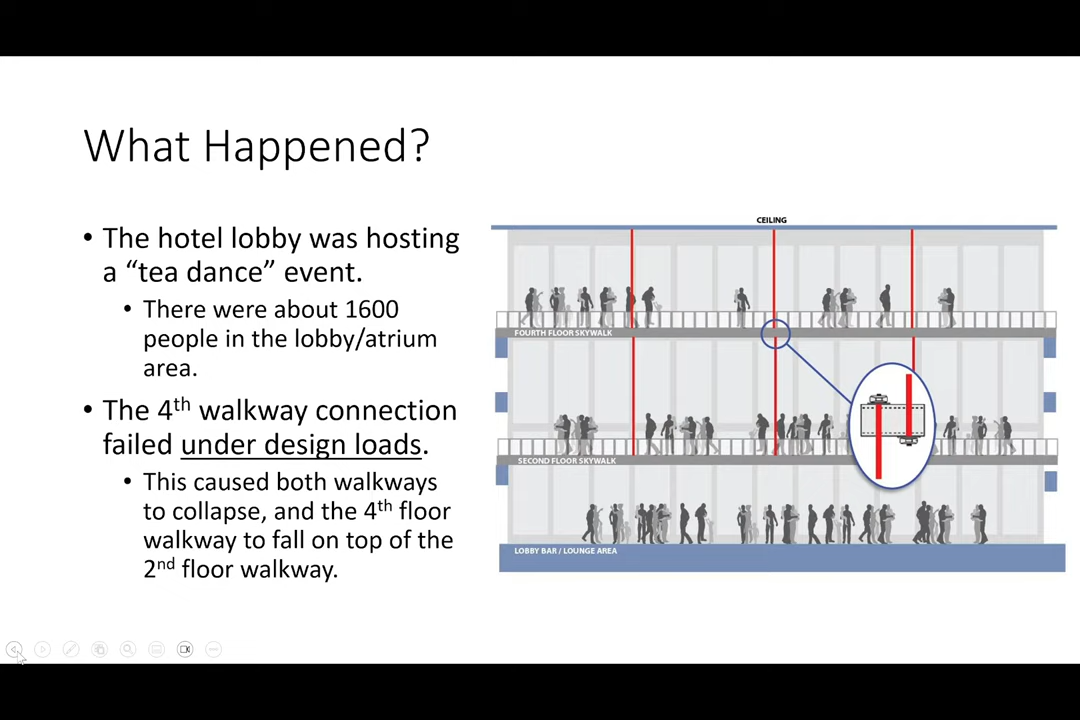 What Happened?
• The hotel lobby was hosting
a “tea dance” event.
• There were about 1600
people in the lobby/atrium
area.
• The 4th walkway connection
failed under design loads.
• This caused both walkways
to collapse, and the 4th floor
walkway to fall on top of the
2nd floor walkway.
CEILING
FOURTH FLOOR SKYWALK
SECOND FLOOR SKYWALK
LOBBY BAR / LOUNGE AREA